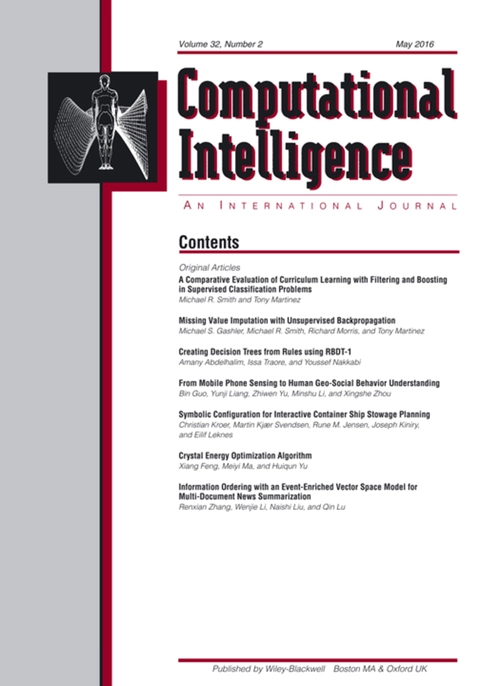 Volume 32, Number 2 May 2016
Computational
Intelligence
AN INTERNATIONAL JOURNAL
Contents
Original Articles
A Comparative Evaluation of Curriculum Learning with Filtering and Boosting
in Supervised Classification Problems
Michael R. Smith and Tony Martinez
Missing Value Imputation with Unsupervised Backpropagation
Michael S. Gashler, Michael R. Smith, Richard Morris, and Tony Martinez
Creating Decision Trees from Rules using RBDT-1
Amany Abdelhalim, Issa Traore, and Youssef Nakkabi
From Mobile Phone Sensing to Human Geo-Social Behavior Understanding
Bin Guo, Yunji Liang, Zhiwen Yu, Minshu Li, and Xingshe Zhou
Symbolic Configuration for Interactive Container Ship Stowage Planning
Christian Kroer, Martin Kjær Svendsen, Rune M. Jensen, Joseph Kiniry,
and Eilif Leknes
Crystal Energy Optimization Algorithm
Xiang Feng, Meiyi Ma, and Huiqun Yu
Information Ordering with an Event-Enriched Vector Space Model for
Multi-Document News Summarization
Renxian Zhang, Wenjie Li, Naishi Liu, and Qin Lu
Published by Wiley-Blackwell Boston MA & Oxford UK